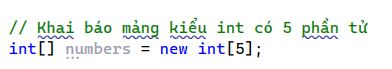 // Khai báo mảng kiểu int có 5 phần tử
int[] numbers = new int[5];